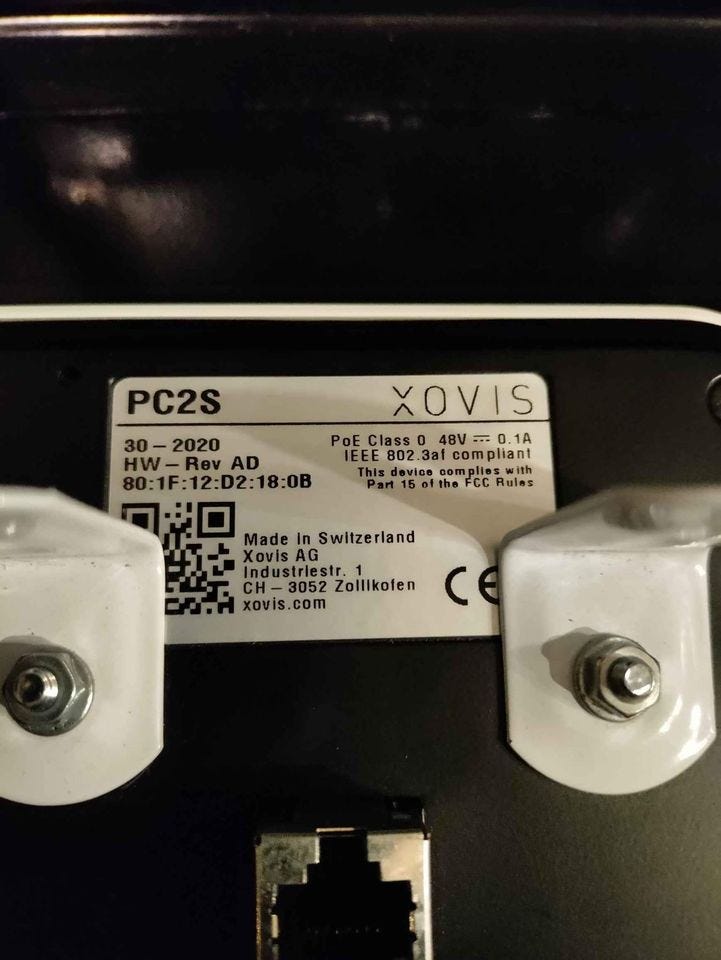 PC2S XOVIS
30 – 2020
HW – Rev AD
80:1F:12:D2:18:0B
PoE Class 0 48V ⎓ 0.1A
IEEE 802.3af compliant
This device complies with
Part 15 of the FCC Rules
Made in Switzerland
Xovis AG
Industriestr. 1
CH – 3052 Zollikofen
xovis.com
CE